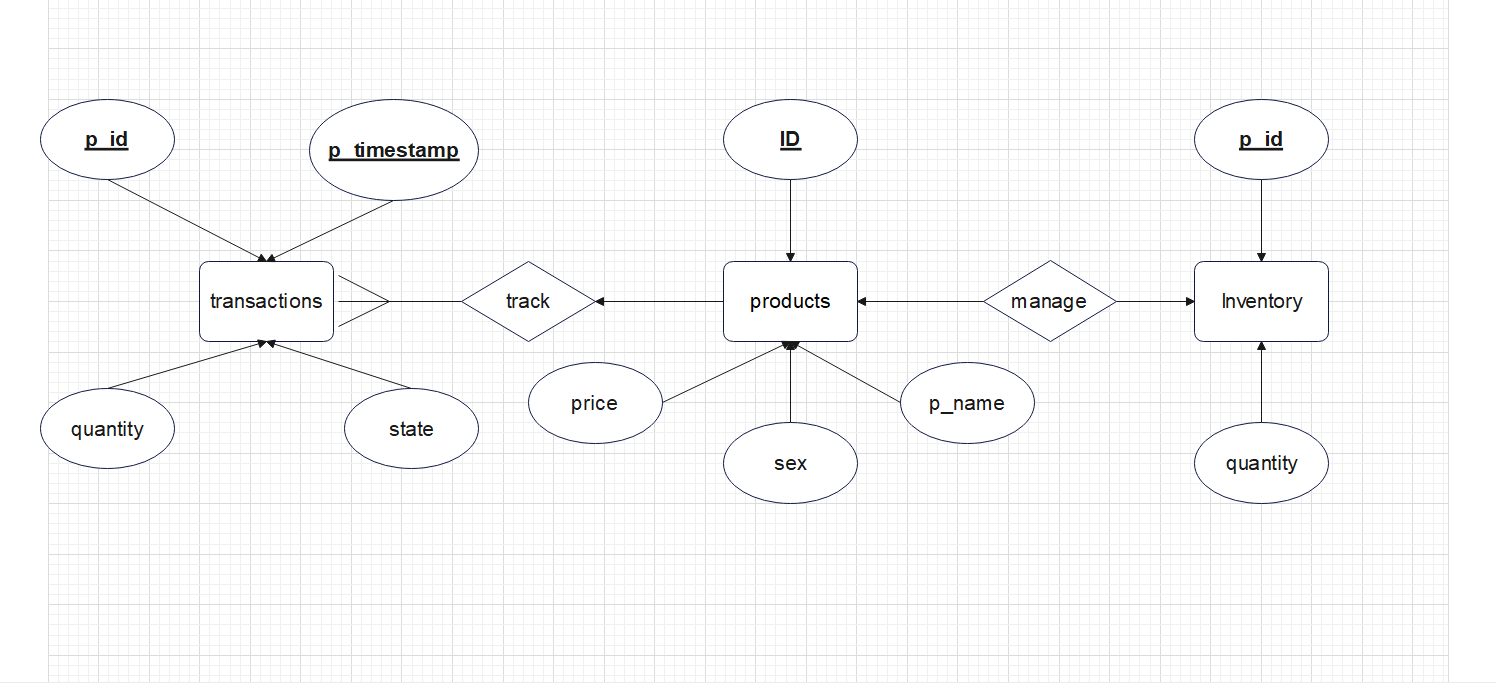 p_id
p_timestamp
ID
p_id
transactions
track
products
manage
Inventory
quantity
state
price
sex
p_name
quantity